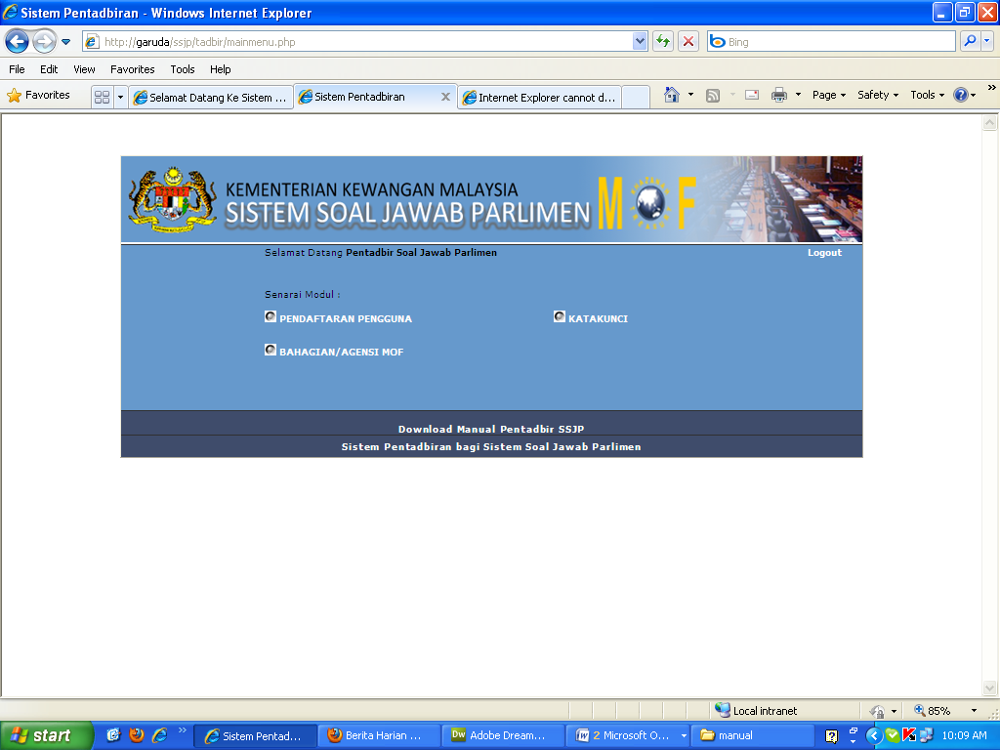 Sistem Pentadbiran - Windows Internet Explorer
http://garuda/ssjp/tadbir/mainmenu.php
Bing
File Edit View Favorites Tools Help
Favorites
Selamat Datang Ke Sistem ...
Sistem Pentadbiran
Internet Explorer cannot d...
Page
Safety
Tools
KEMENTERIAN KEWANGAN MALAYSIA
SISTEM SOAL JAWAB PARLIMEN
M F
Selamat Datang Pentadbir Soal Jawab Parlimen
Logout
Senarai Modul :
PENDAFTARAN PENGGUNA
KATAKUNCI
BAHAGIAN/AGENSI MOF
Download Manual Pentadbir SSJP
Sistem Pentadbiran bagi Sistem Soal Jawab Parlimen
Local intranet
85%
start
Sistem Pentad...
Berita Harian ...
Adobe Dream...
2 Microsoft O...
manual
10:09 AM